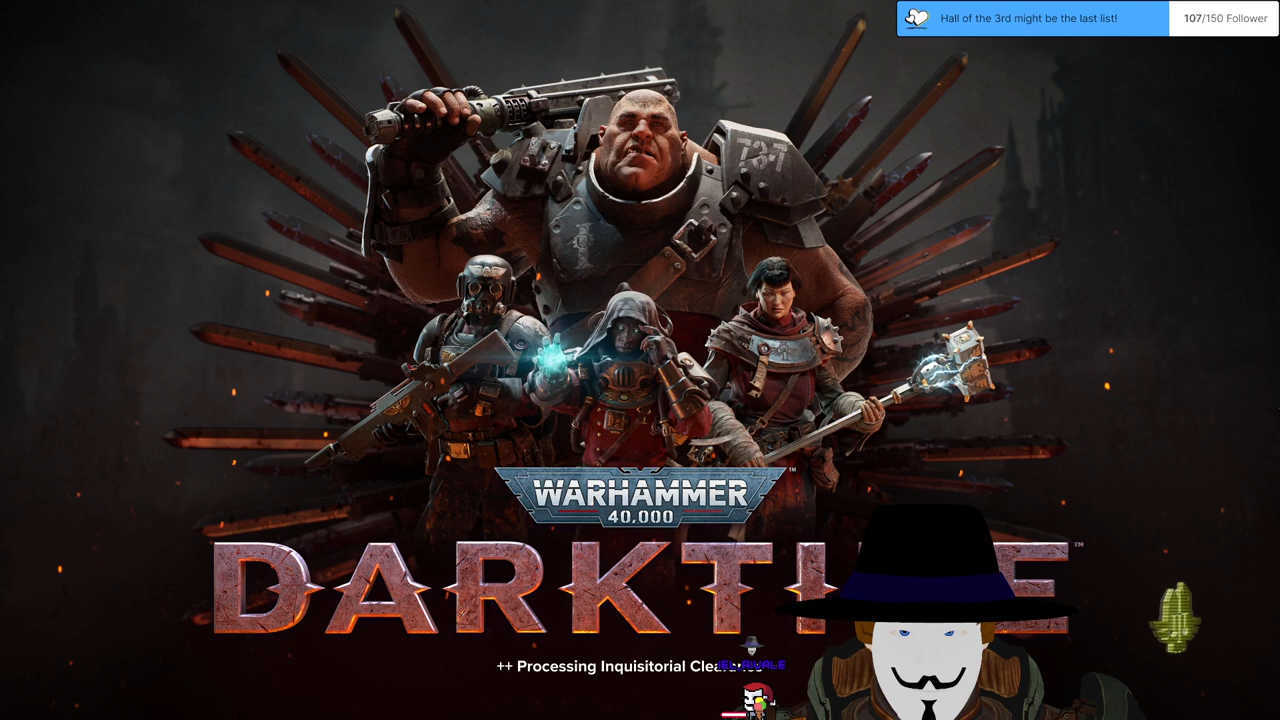 Hall of the 3rd might be the last list!
107/150 Follower
737
WARHAMMER
40,000
DARKTI E
++ Processing Inquisitorial Cle